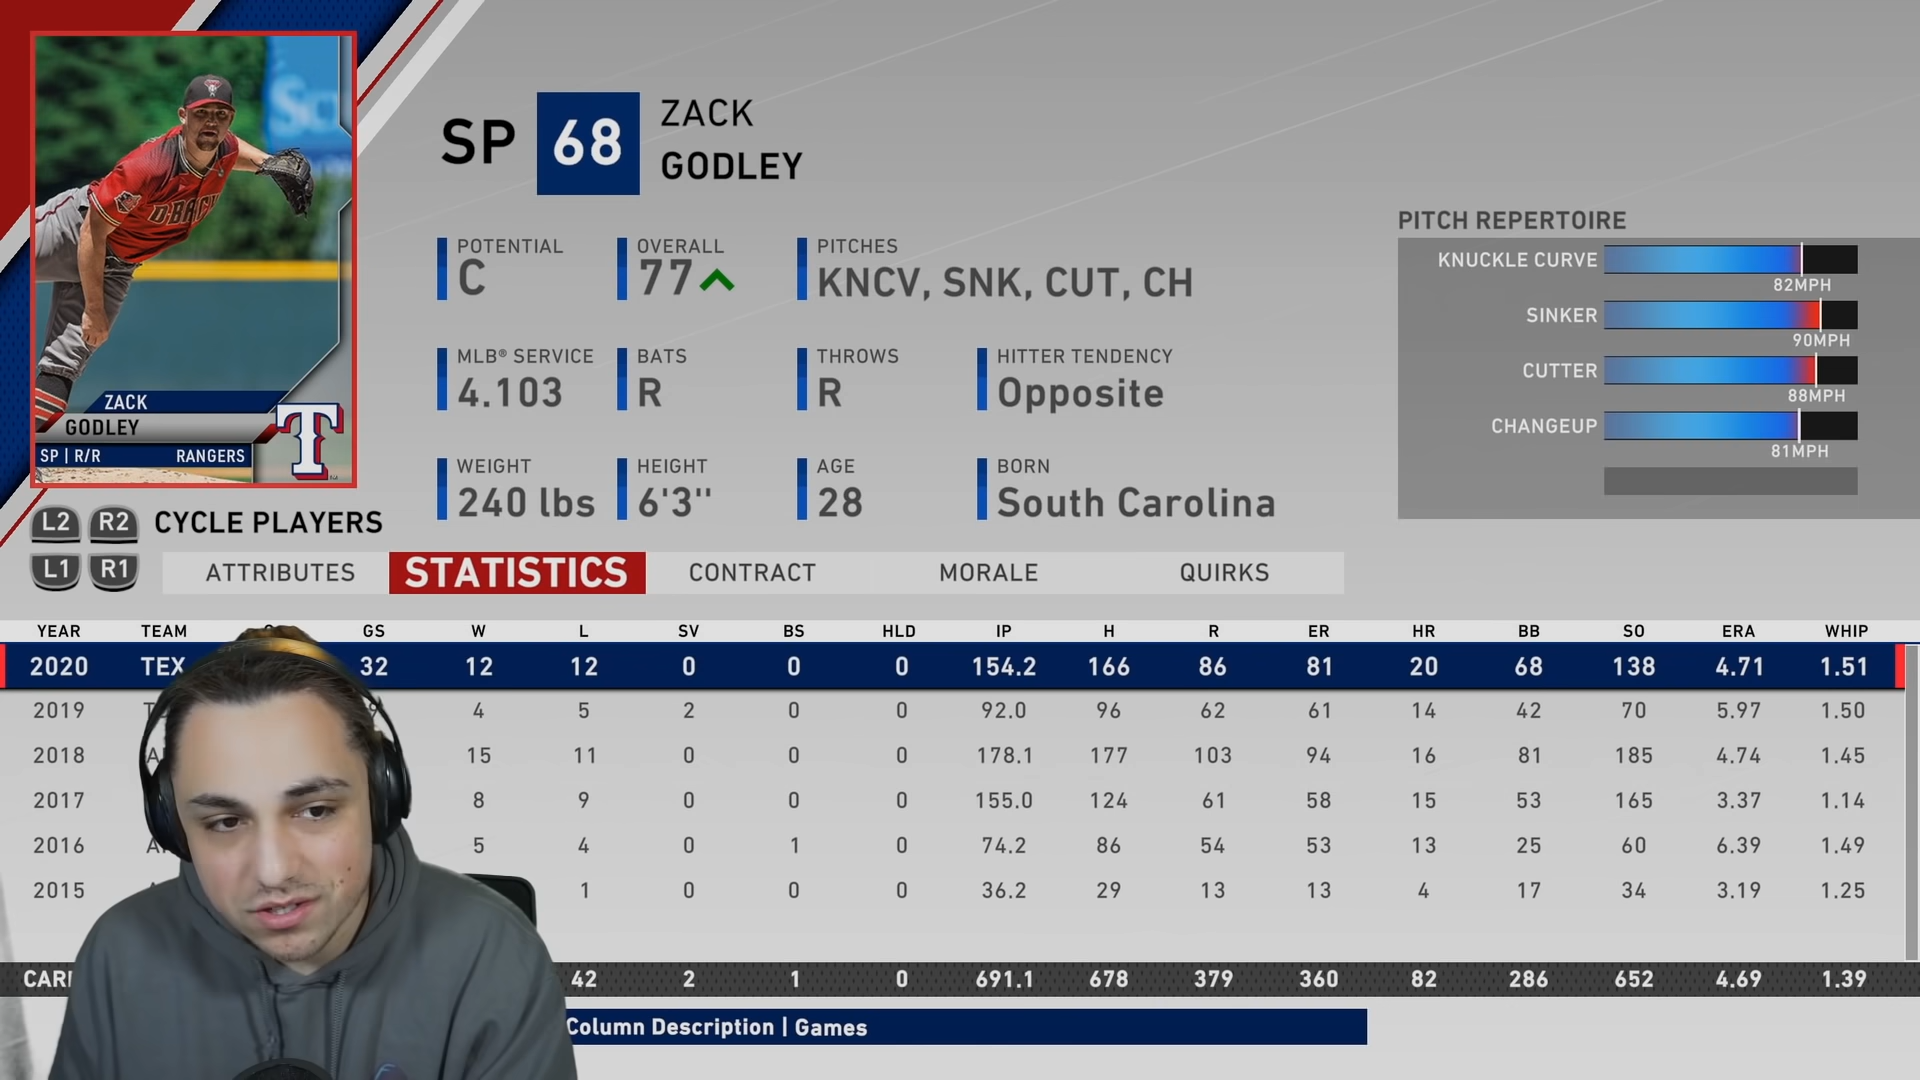 SP 68 ZACK
GODLEY
POTENTIAL OVERALL PITCHES
C 77 KNCV, SNK, CUT, CH
MLB® SERVICE BATS THROWS HITTER TENDENCY
4.103 R R Opposite
WEIGHT HEIGHT AGE BORN
240 lbs 6'3'' 28 South Carolina
PITCH REPERTOIRE
KNUCKLE CURVE
82MPH
SINKER
90MPH
CUTTER
88MPH
CHANGEUP
81MPH
D-BAC
ZACK
GODLEY
SP | R/R RANGERS
T
L2 R2 CYCLE PLAYERS
L1 R1
ATTRIBUTES STATISTICS CONTRACT MORALE QUIRKS
YEAR TEAM GS W L SV BS HLD IP H R ER HR BB SO ERA WHIP
2020 TEX 32 12 12 0 0 0 154.2 166 86 81 20 68 138 4.71 1.51
2019 4 5 2 0 0 92.0 96 62 61 14 42 70 5.97 1.50
2018 15 11 0 0 0 178.1 177 103 94 16 81 185 4.74 1.45
2017 8 9 0 0 0 155.0 124 61 58 15 53 165 3.37 1.14
2016 5 4 0 1 0 74.2 86 54 53 13 25 60 6.39 1.49
2015 1 0 0 0 36.2 29 13 13 4 17 34 3.19 1.25
42 2 1 0 691.1 678 379 360 82 286 652 4.69 1.39
Column Description | Games